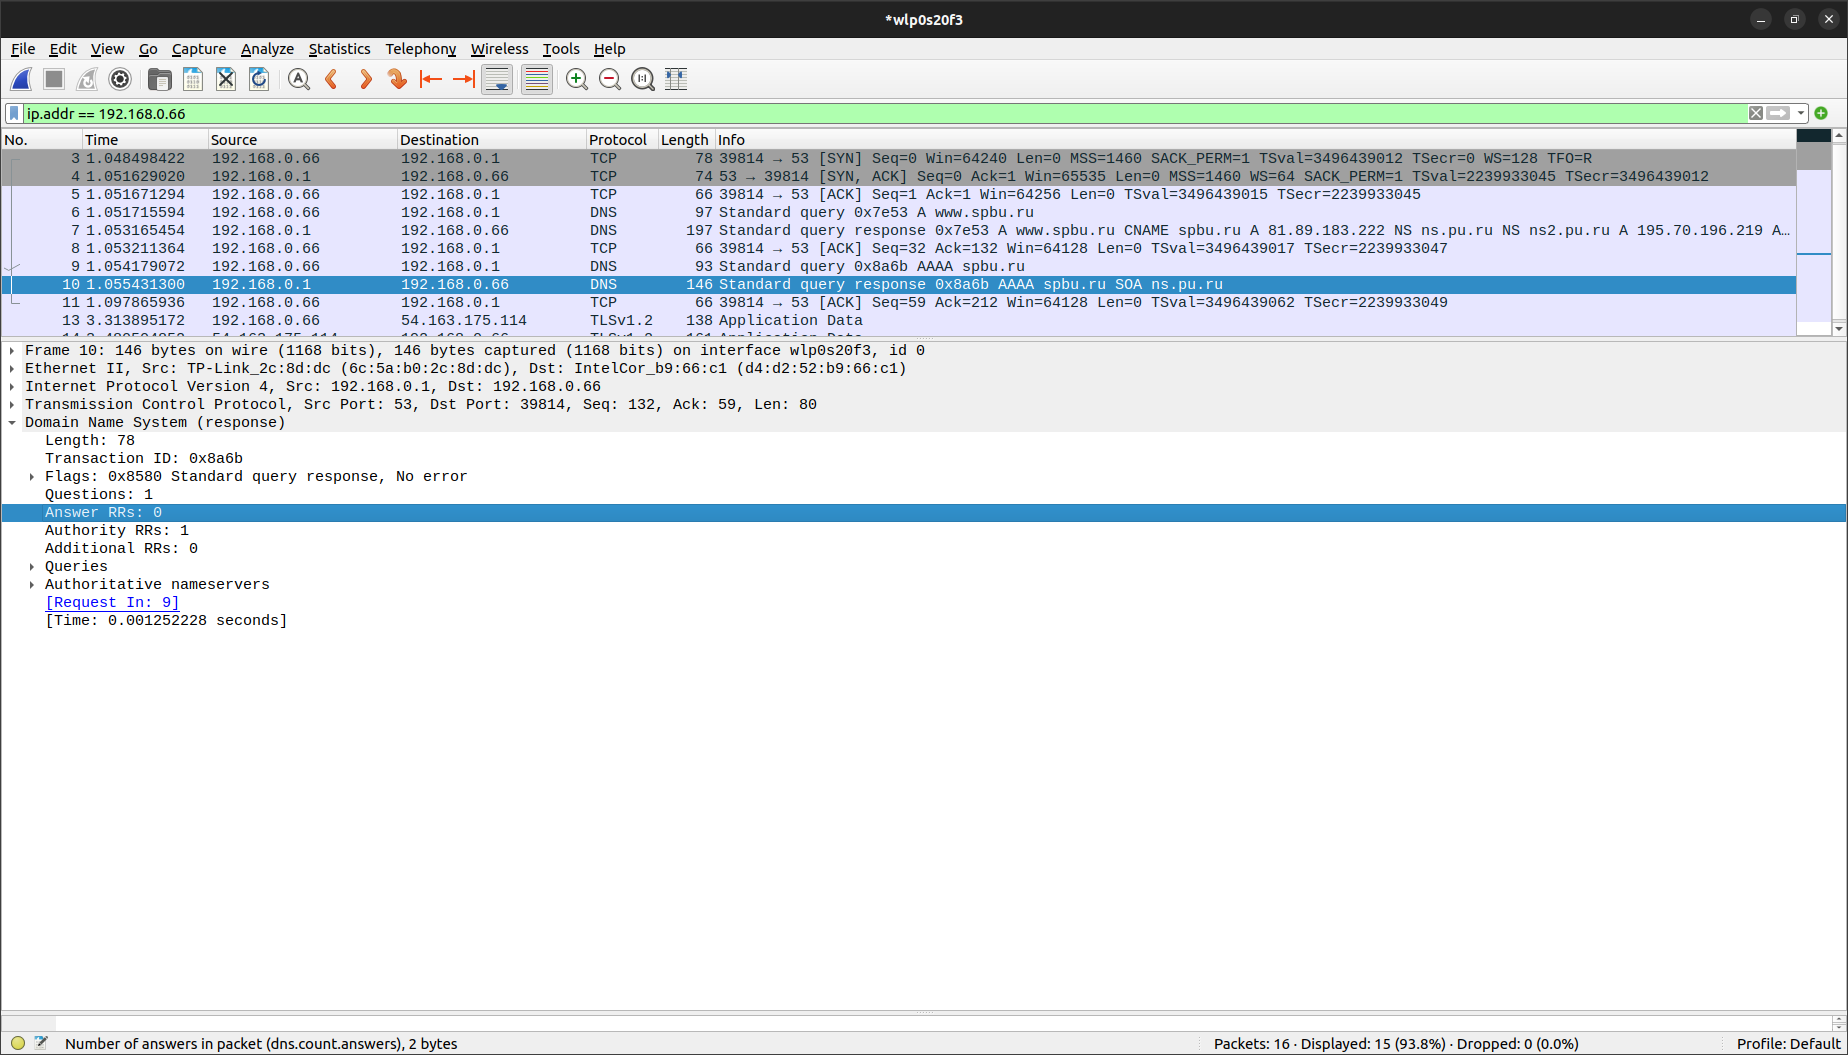 *wlp0s20f3
File Edit View Go Capture Analyze Statistics Telephony Wireless Tools Help
ip.addr == 192.168.0.66
No. Time Source Destination Protocol Length Info
3 1.048498422 192.168.0.66 192.168.0.1 TCP 78 39814 → 53 [SYN] Seq=0 Win=64240 Len=0 MSS=1460 SACK_PERM=1 TSval=3496439012 TSecr=0 WS=128 TFO=R
4 1.051629020 192.168.0.1 192.168.0.66 TCP 74 53 → 39814 [SYN, ACK] Seq=0 Ack=1 Win=65535 Len=0 MSS=1460 WS=64 SACK_PERM=1 TSval=2239933045 TSecr=3496439012
5 1.051671294 192.168.0.66 192.168.0.1 TCP 66 39814 → 53 [ACK] Seq=1 Ack=1 Win=64256 Len=0 TSval=3496439015 TSecr=2239933045
6 1.051715594 192.168.0.66 192.168.0.1 DNS 97 Standard query 0x7e53 A www.spbu.ru
7 1.053165454 192.168.0.1 192.168.0.66 DNS 197 Standard query response 0x7e53 A www.spbu.ru CNAME spbu.ru A 81.89.183.222 NS ns.pu.ru NS ns2.pu.ru A 195.70.196.219 A…
8 1.053211364 192.168.0.66 192.168.0.1 TCP 66 39814 → 53 [ACK] Seq=32 Ack=132 Win=64128 Len=0 TSval=3496439017 TSecr=2239933047
9 1.054179072 192.168.0.66 192.168.0.1 DNS 93 Standard query 0x8a6b AAAA spbu.ru
10 1.055431300 192.168.0.1 192.168.0.66 DNS 146 Standard query response 0x8a6b AAAA spbu.ru SOA ns.pu.ru
11 1.097865936 192.168.0.66 192.168.0.1 TCP 66 39814 → 53 [ACK] Seq=59 Ack=212 Win=64128 Len=0 TSval=3496439062 TSecr=2239933049
13 3.313895172 192.168.0.66 54.163.175.114 TLSv1.2 138 Application Data
Frame 10: 146 bytes on wire (1168 bits), 146 bytes captured (1168 bits) on interface wlp0s20f3, id 0
Ethernet II, Src: TP-Link_2c:8d:dc (6c:5a:b0:2c:8d:dc), Dst: IntelCor_b9:66:c1 (d4:d2:52:b9:66:c1)
Internet Protocol Version 4, Src: 192.168.0.1, Dst: 192.168.0.66
Transmission Control Protocol, Src Port: 53, Dst Port: 39814, Seq: 132, Ack: 59, Len: 80
Domain Name System (response)
Length: 78
Transaction ID: 0x8a6b
Flags: 0x8580 Standard query response, No error
Questions: 1
Answer RRs: 0
Authority RRs: 1
Additional RRs: 0
Queries
Authoritative nameservers
[Request In: 9]
[Time: 0.001252228 seconds]
Number of answers in packet (dns.count.answers), 2 bytes
Packets: 16 · Displayed: 15 (93.8%) · Dropped: 0 (0.0%)
Profile: Default